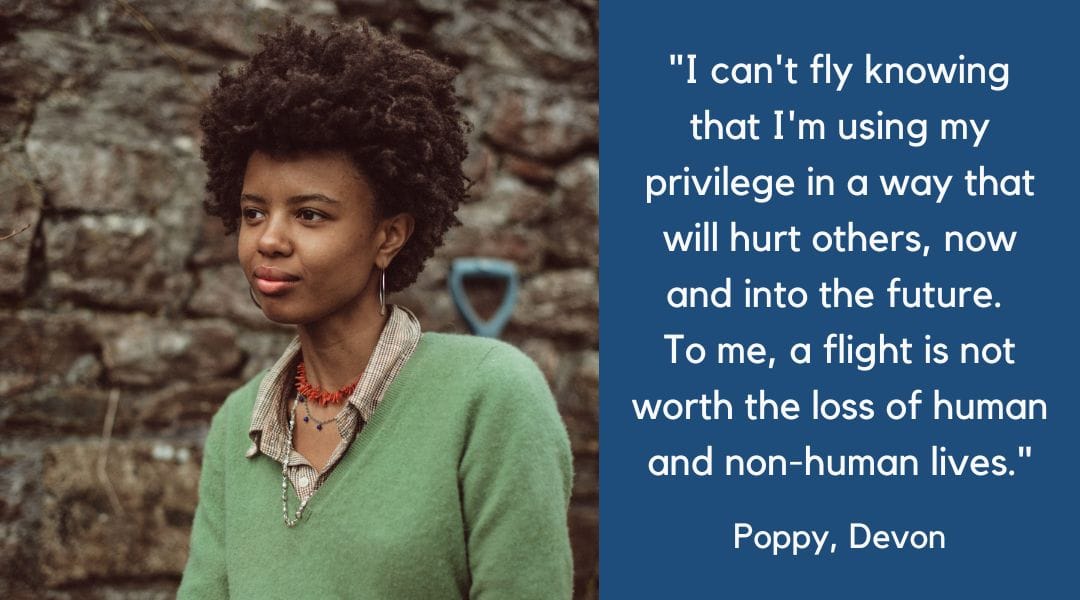 "I can't fly knowing
that I'm using my
privilege in a way that
will hurt others, now
and into the future.
To me, a flight is not
worth the loss of human
and non-human lives."
Poppy, Devon